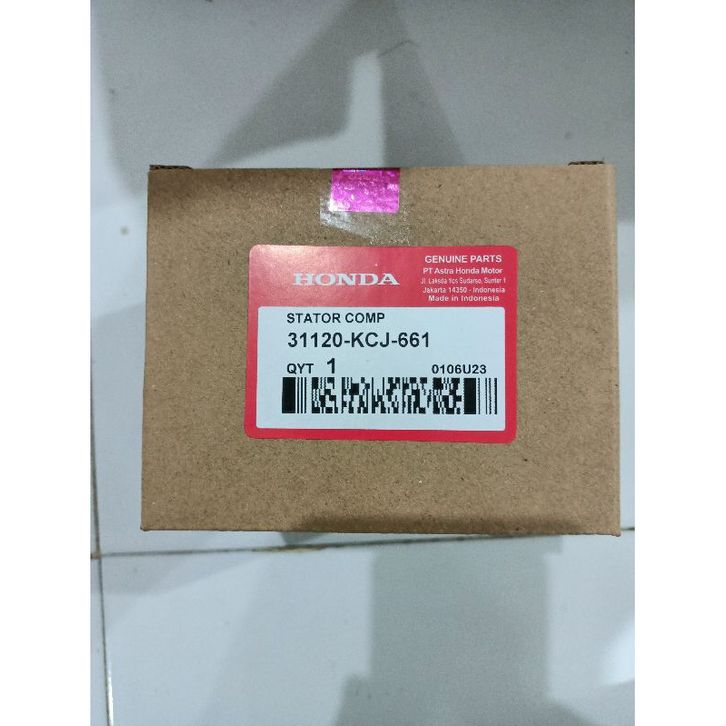 HONDA
GENUINE PARTS
PT Astra Honda Motor
Jl. Laksda Yos Sudarso, Sunter 1
Jakarta 14350 - Indonesia
Made in Indonesia
STATOR COMP
31120-KCJ-661
QYT 1
0106U23